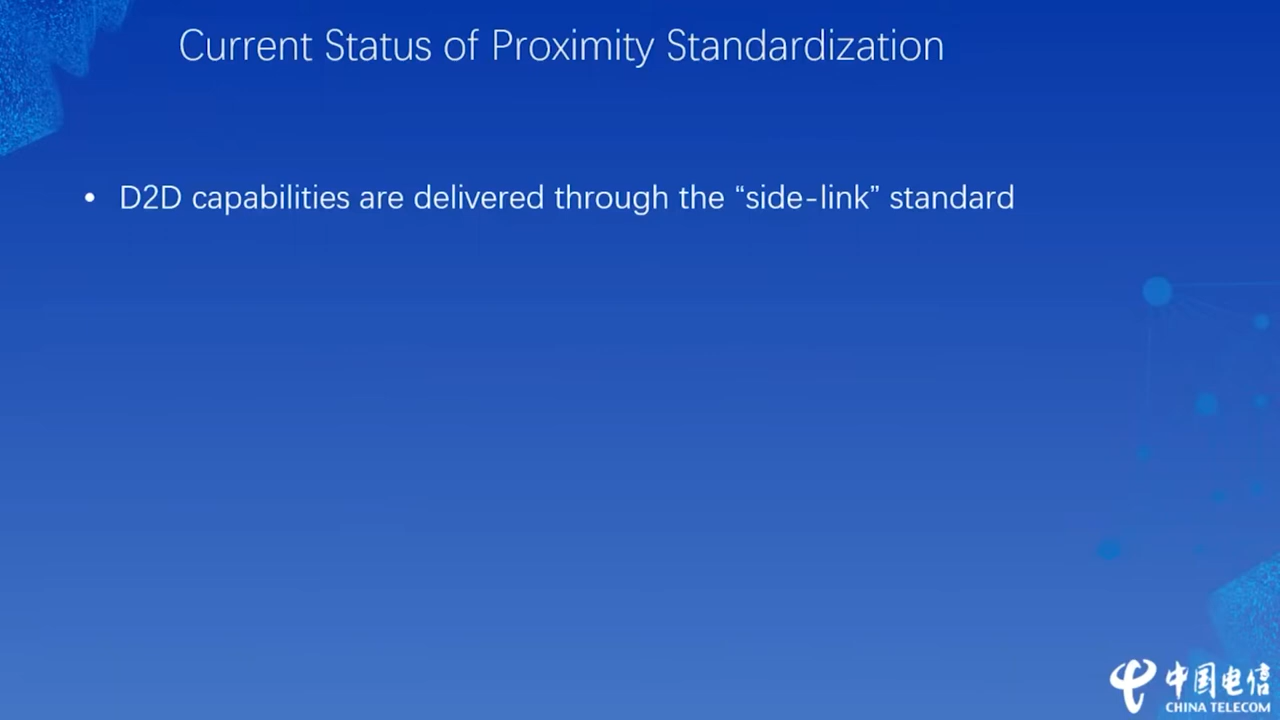 Current Status of Proximity Standardization
• D2D capabilities are delivered through the “side-link” standard
中国电信
CHINA TELECOM